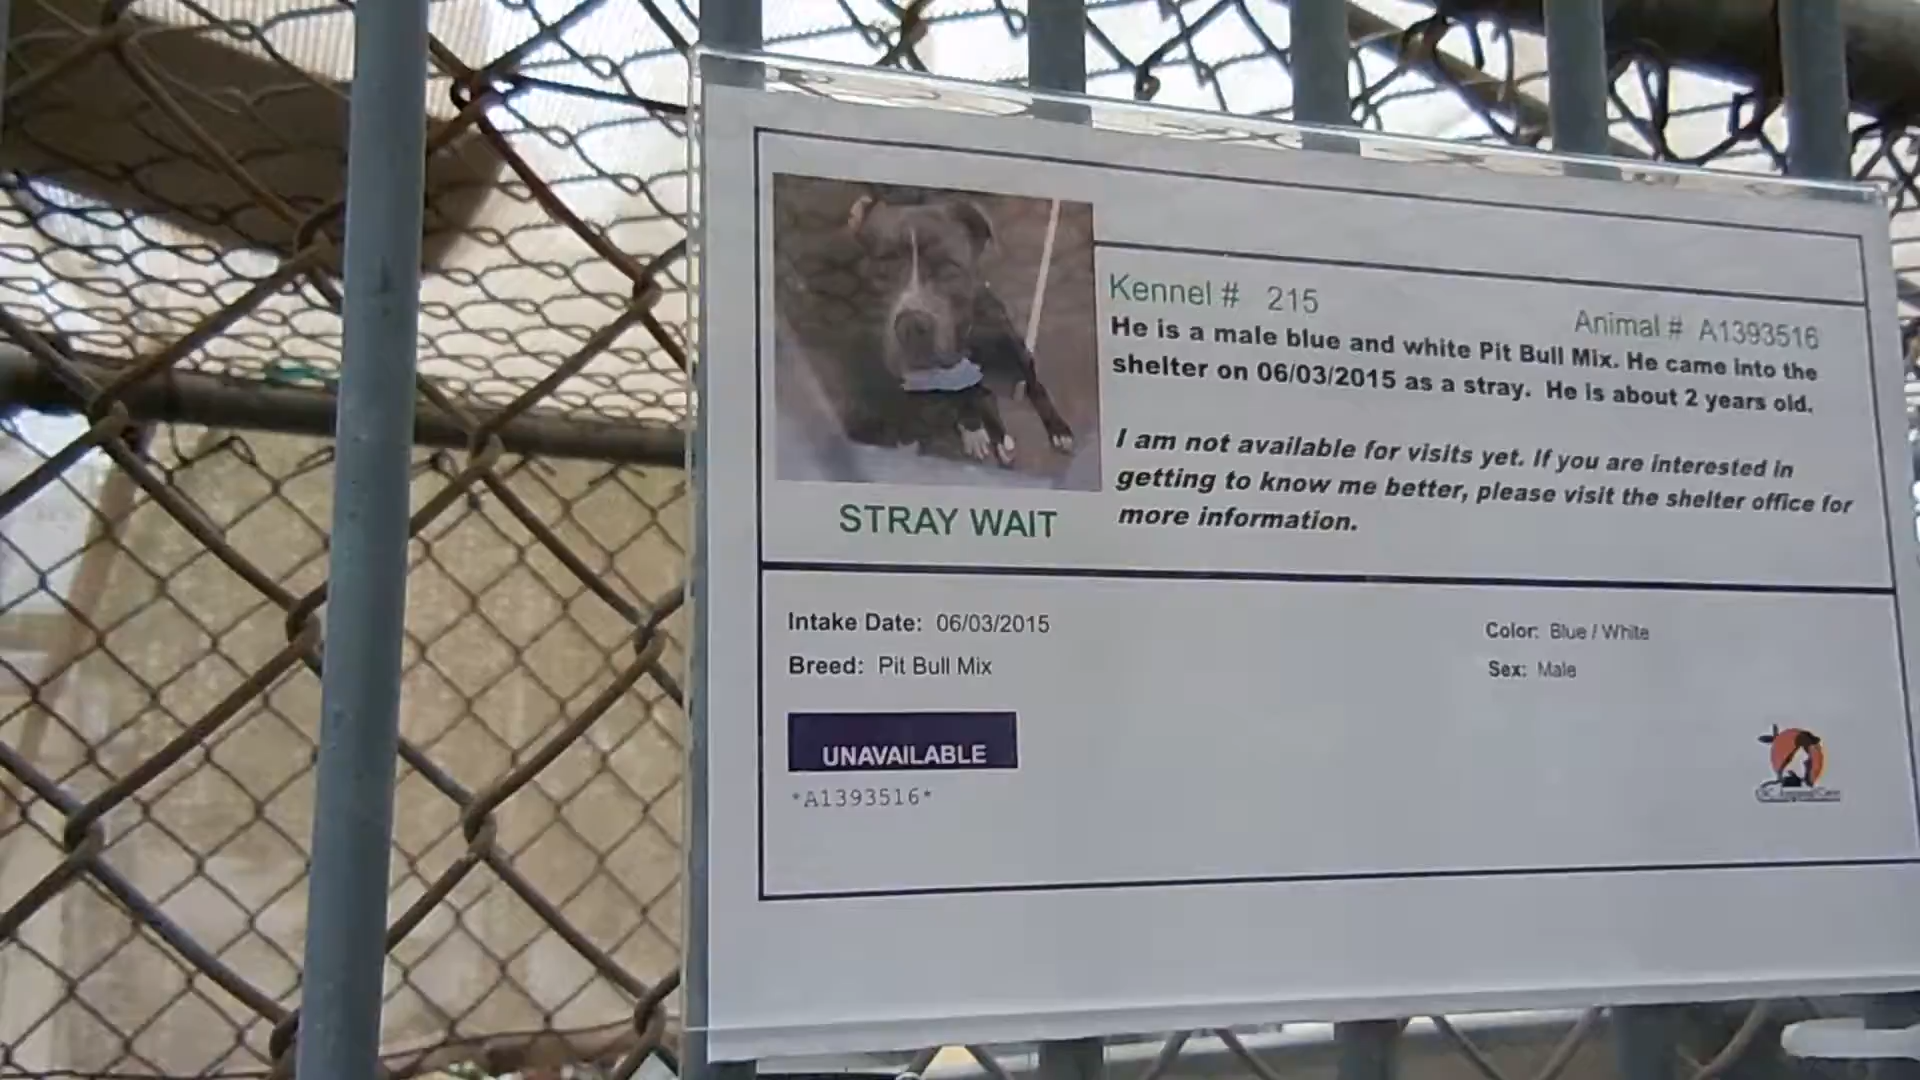 Kennel # 215
Animal # A1393516
He is a male blue and white Pit Bull Mix. He came into the
shelter on 06/03/2015 as a stray. He is about 2 years old.
I am not available for visits yet. If you are interested in
getting to know me better, please visit the shelter office for
more information.
STRAY WAIT
Intake Date: 06/03/2015
Color: Blue / White
Breed: Pit Bull Mix
Sex: Male
UNAVAILABLE
*A1393516*